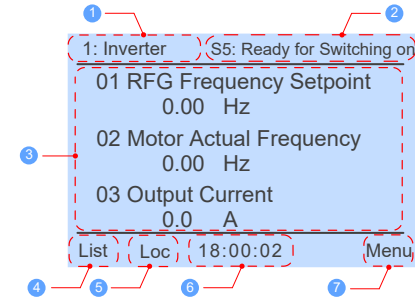 1 2
1: Inverter S5: Ready for Switching on
01 RFG Frequency Setpoint
0.00 Hz
02 Motor Actual Frequency
0.00 Hz
3
03 Output Current
0.0 A
List Loc 18:00:02 Menu
4 5 6 7